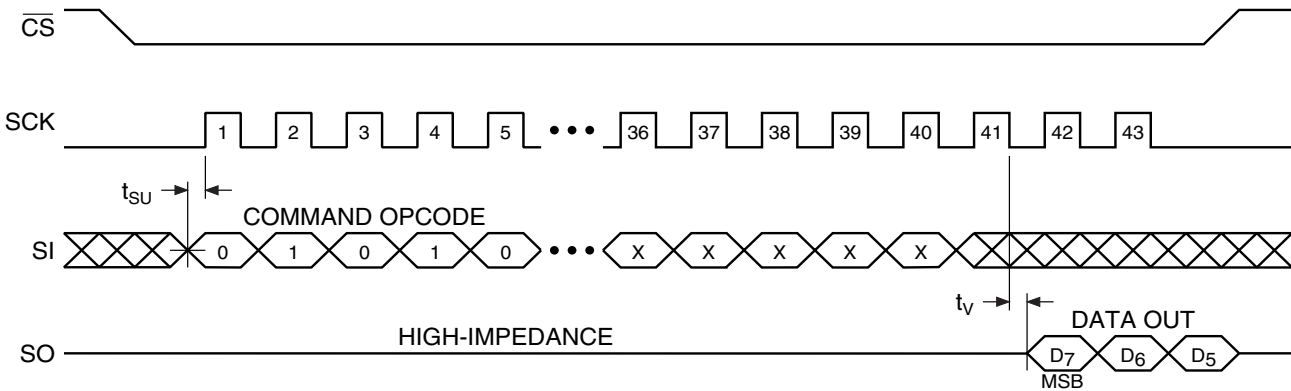 CS
SCK
1 2 3 4 5 ••• 36 37 38 39 40 41 42 43
tSU
COMMAND OPCODE
SI
0 1 0 1 0 ••• X X X X X
tV
HIGH-IMPEDANCE
DATA OUT
SO
D7 D6 D5
MSB